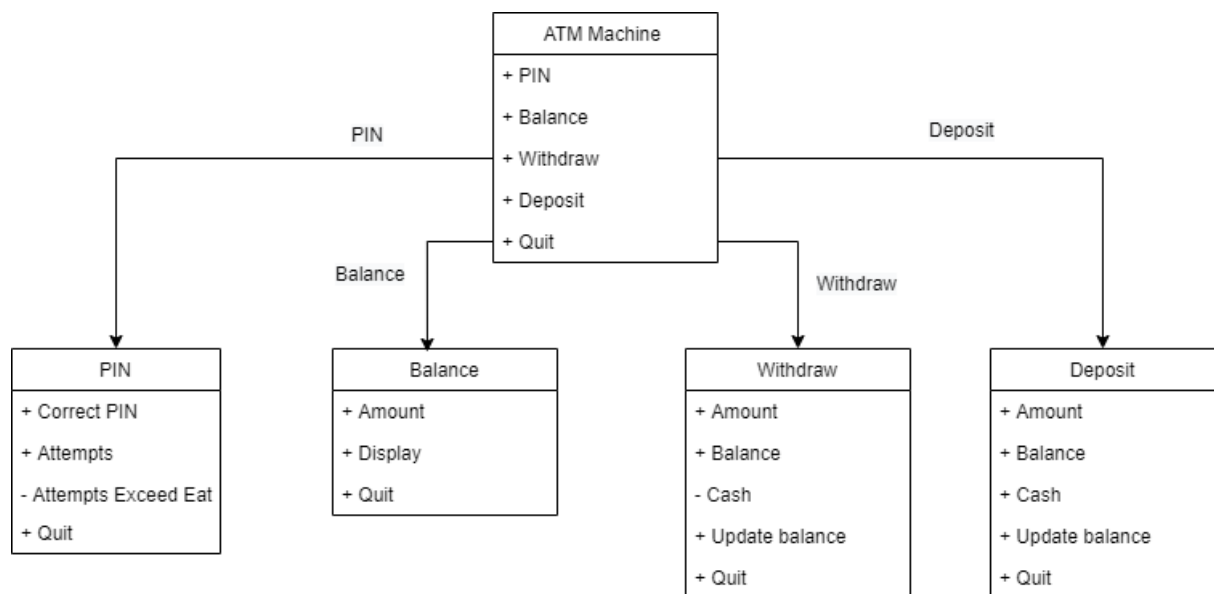 ATM Machine
+ PIN
+ Balance
+ Withdraw
+ Deposit
+ Quit
PIN
Deposit
Balance
Withdraw
PIN
+ Correct PIN
+ Attempts
- Attempts Exceed Eat
+ Quit
Balance
+ Amount
+ Display
+ Quit
Withdraw
+ Amount
+ Balance
- Cash
+ Update balance
+ Quit
Deposit
+ Amount
+ Balance
+ Cash
+ Update balance
+ Quit